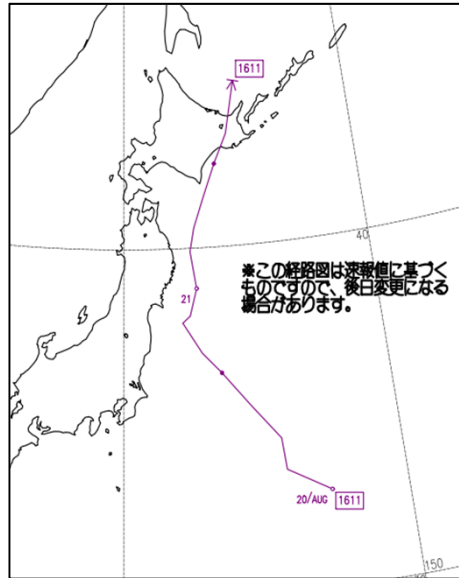 1611
40
※この経路図は速報値に基づく
ものですので、後日変更になる
場合があります。
21
20/AUG 1611
150